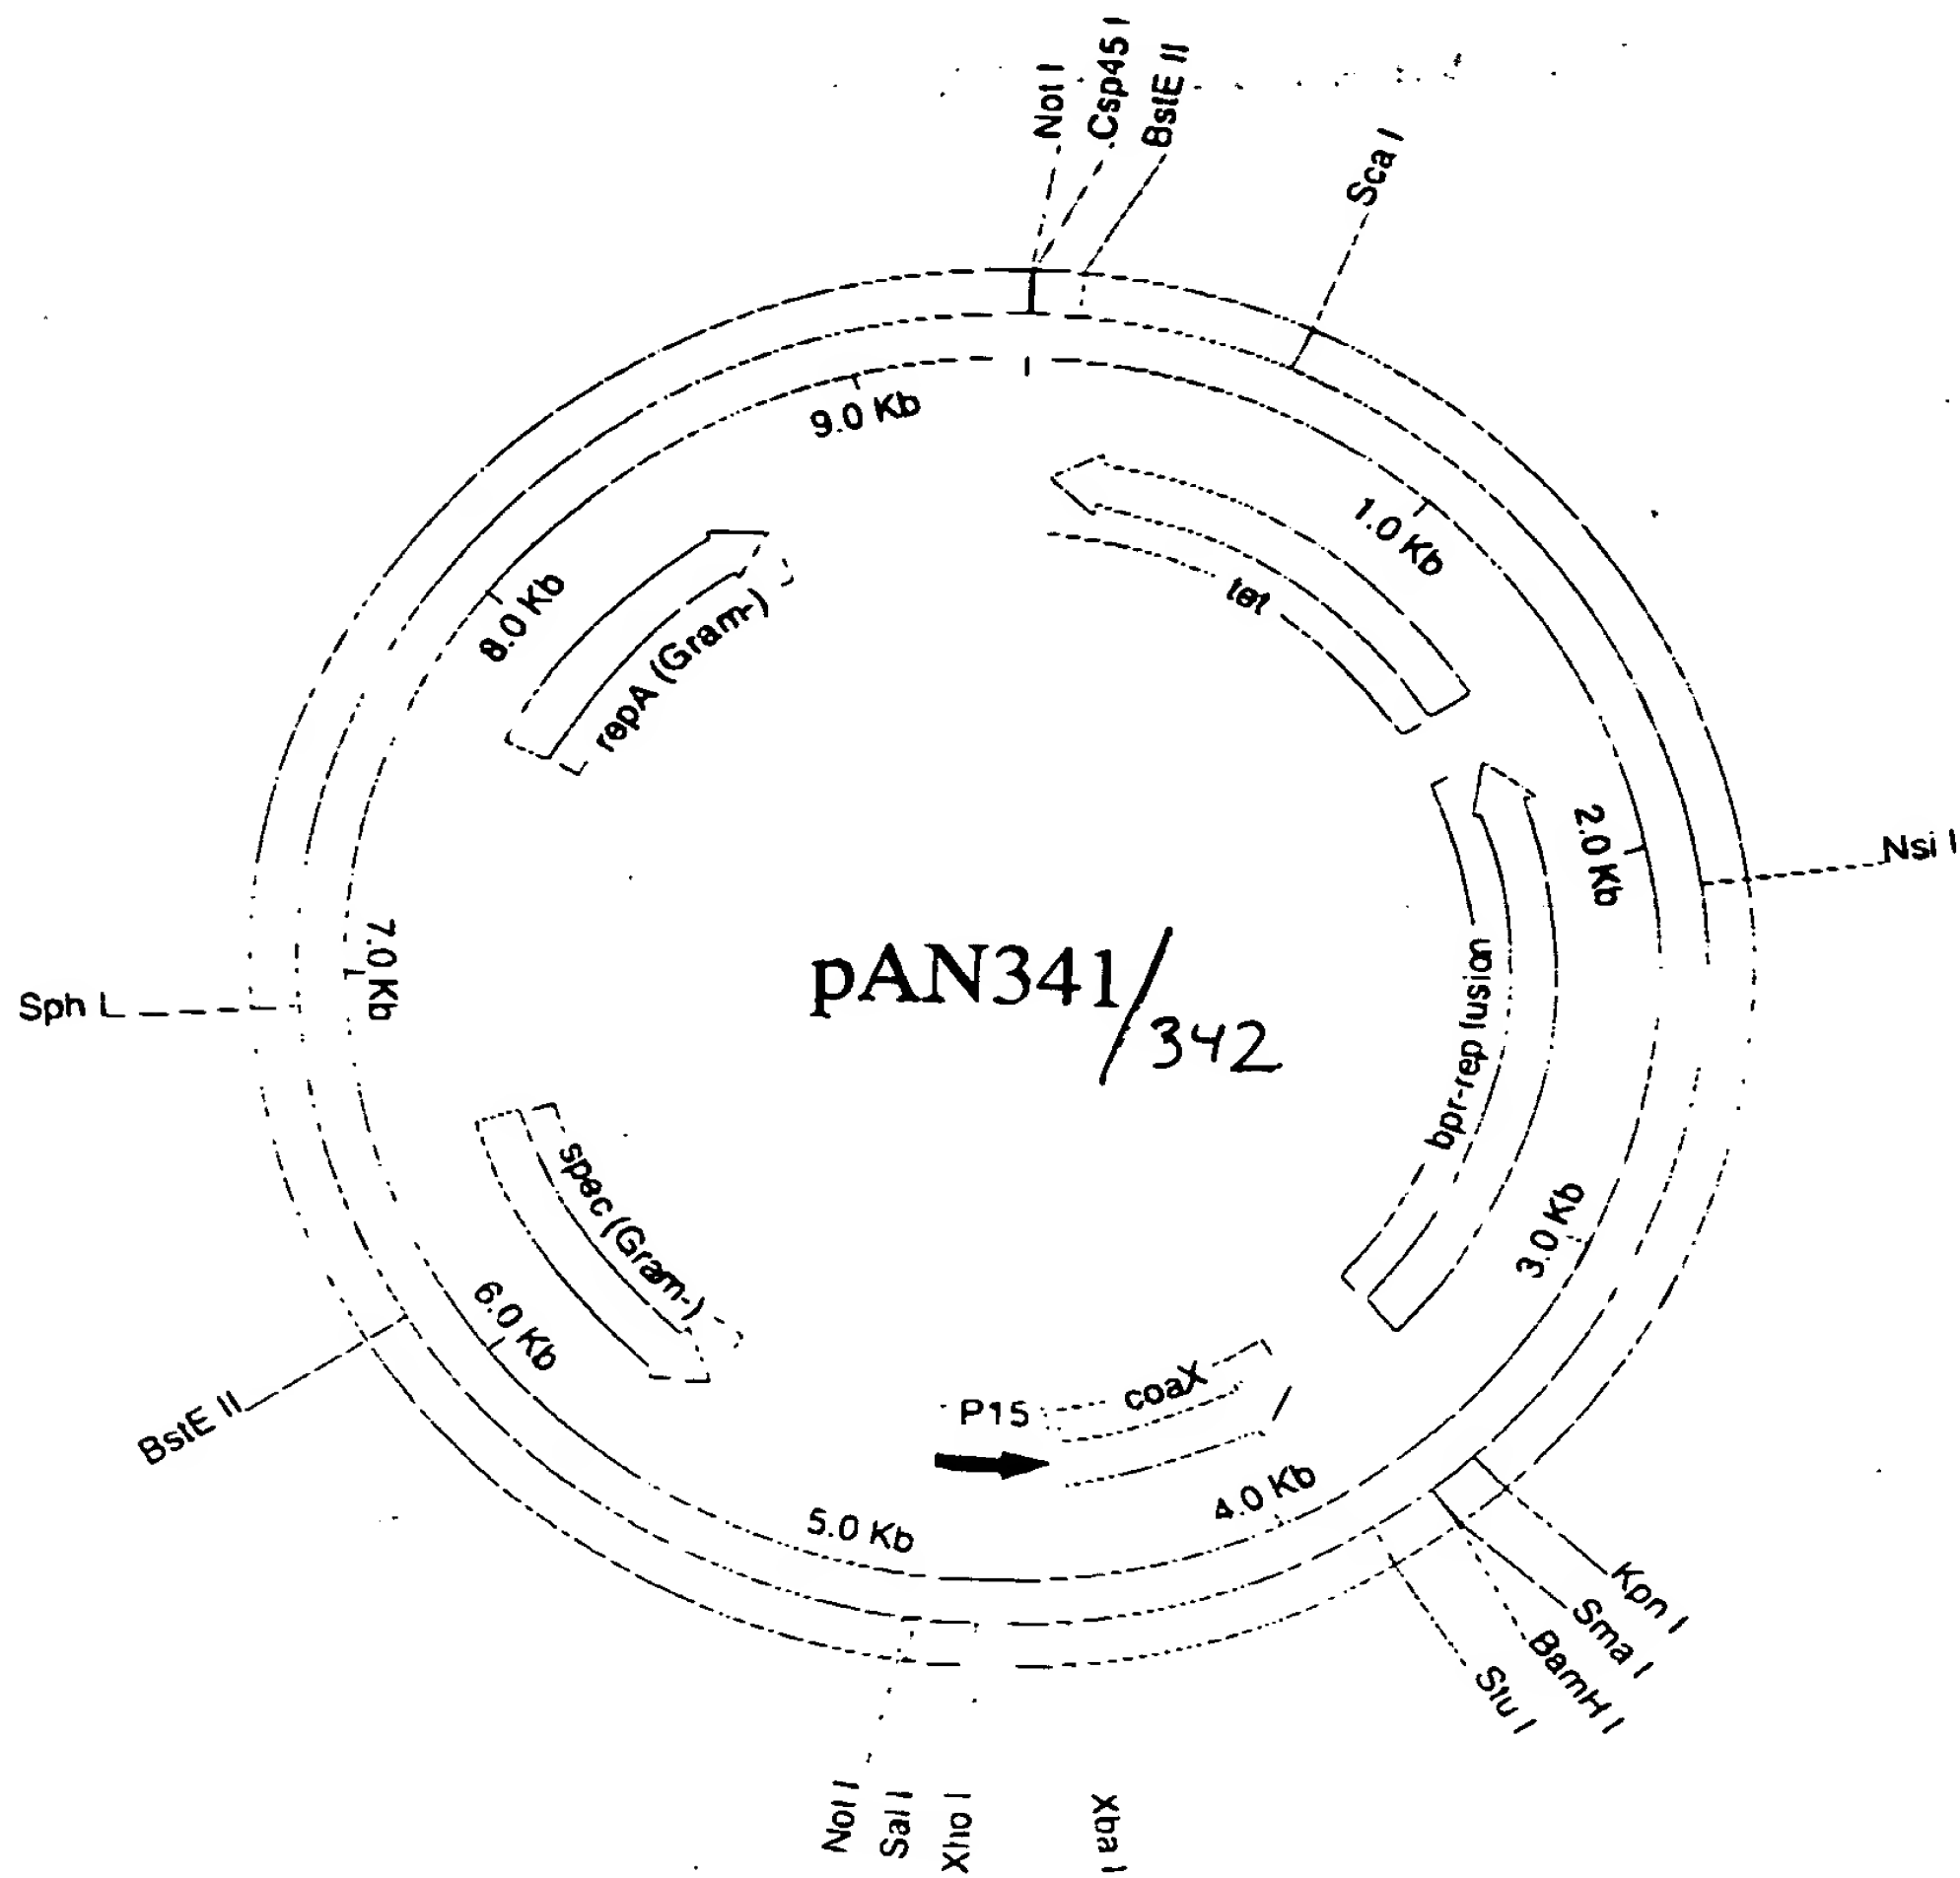 Not I
Csp45 I
BstE II
Sca I
9.0 Kb
1.0 Kb
8.0 Kb
repA (Gram-)
tet
2.0 Kb
Nsi I
7.0 Kb
Sph I
pAN341/
342
bpr-rep fusion
3.0 Kb
spec (Gram-)
6.0 Kb
BstE II
P15
coaX
4.0 Kb
5.0 Kb
Kpn I
Sma I
BamH I
Stu I
Not I
Sal I
Xho I
Xba I